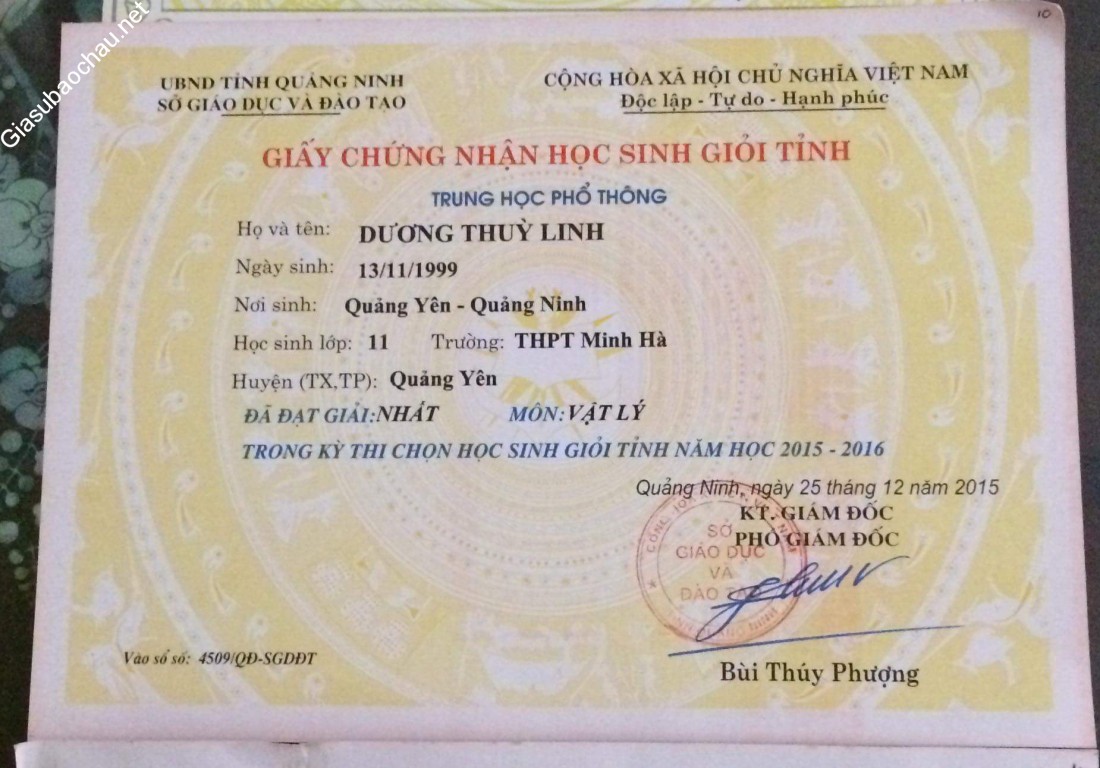 Giasubaochau.net
10
UBND TỈNH QUẢNG NINH
SỞ GIÁO DỤC VÀ ĐÀO TẠO
CỘNG HÒA XÃ HỘI CHỦ NGHĨA VIỆT NAM
Độc lập - Tự do - Hạnh phúc
GIẤY CHỨNG NHẬN HỌC SINH GIỎI TỈNH
TRUNG HỌC PHỔ THÔNG
Họ và tên: DƯƠNG THUỲ LINH
Ngày sinh: 13/11/1999
Nơi sinh: Quảng Yên - Quảng Ninh
Học sinh lớp: 11 Trường: THPT Minh Hà
Huyện (TX,TP): Quảng Yên
ĐÃ ĐẠT GIẢI:NHẤT MÔN:VẬT LÝ
TRONG KỲ THI CHỌN HỌC SINH GIỎI TỈNH NĂM HỌC 2015 - 2016
Quảng Ninh, ngày 25 tháng 12 năm 2015
KT. GIÁM ĐỐC
PHÓ GIÁM ĐỐC
SỞ
GIÁO DỤC
VÀ
ĐÀO TẠO
Bùi Thúy Phượng
Vào sổ số: 4509/QĐ-SGDĐT